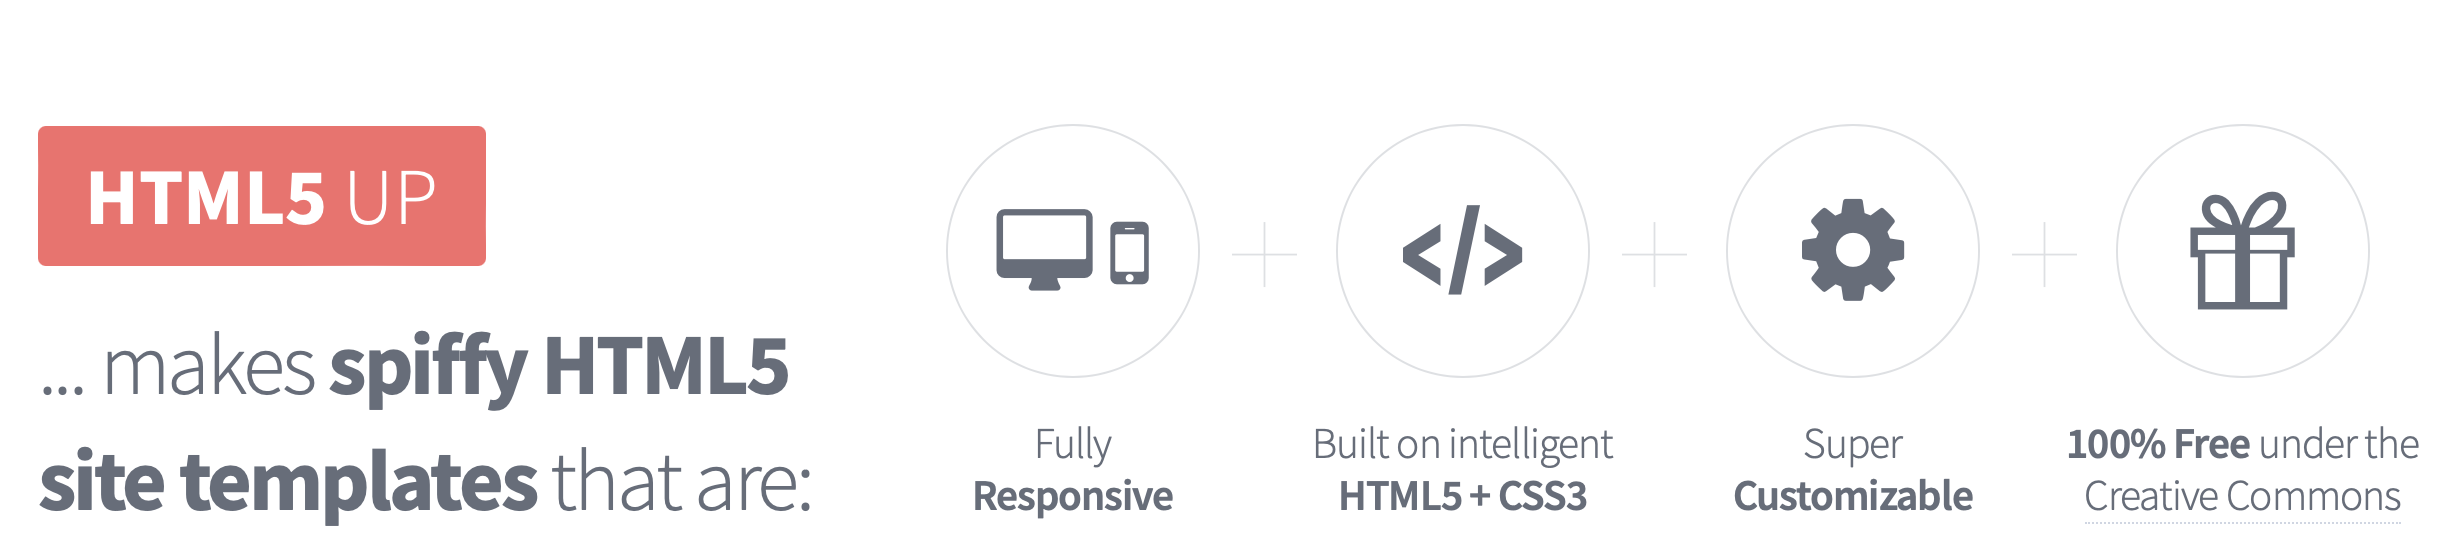 HTML5 UP
... makes spiffy HTML5
site templates that are:
Fully
Responsive
Built on intelligent
HTML5 + CSS3
Super
Customizable
100% Free under the
Creative Commons